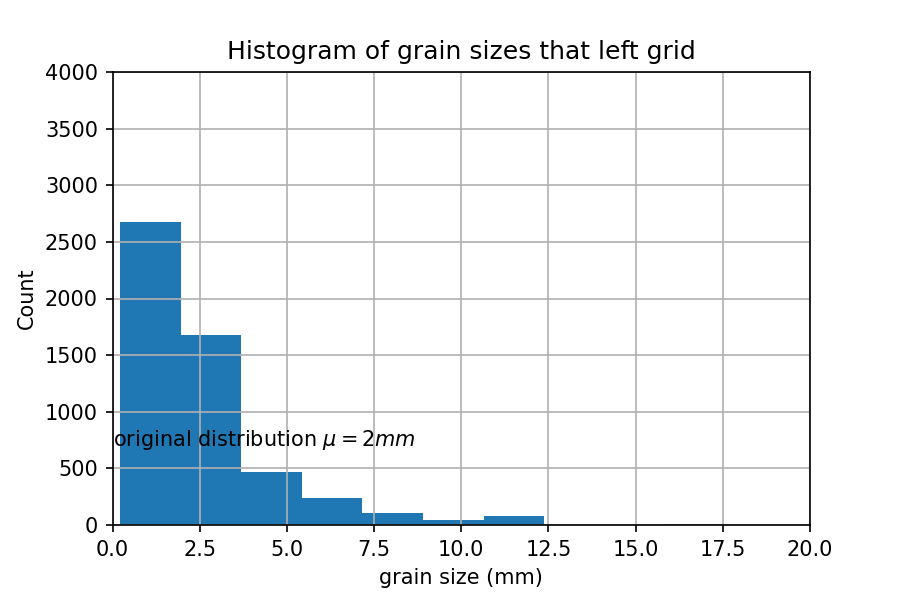 Histogram of grain sizes that left grid
4000
3500
3000
2500
2000
1500
1000
500
0
Count
original distribution μ = 2mm
0.0 2.5 5.0 7.5 10.0 12.5 15.0 17.5 20.0
grain size (mm)